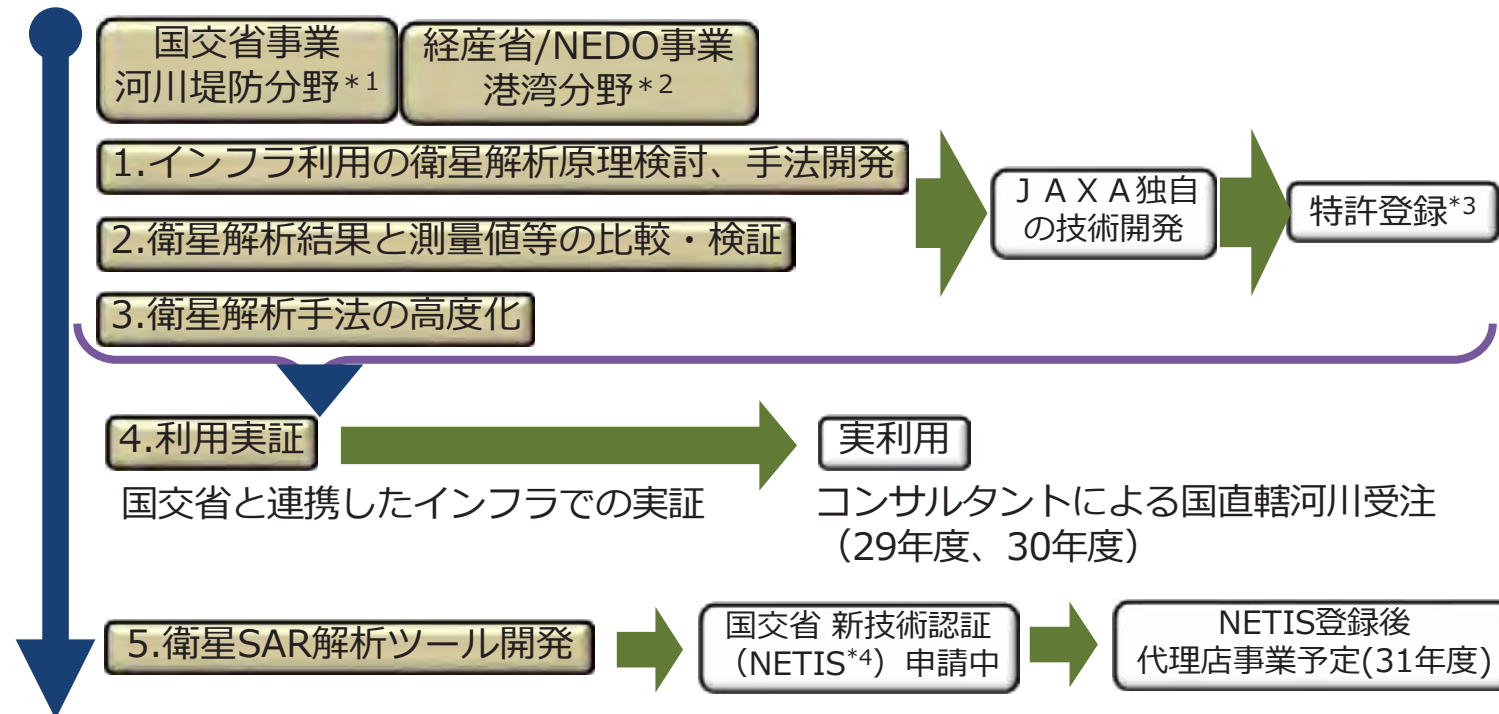 国交省事業
河川堤防分野*1
経産省/NEDO事業
港湾分野*2
1.インフラ利用の衛星解析原理検討、手法開発
2.衛星解析結果と測量値等の比較・検証
3.衛星解析手法の高度化
ＪＡＸＡ独自
の技術開発
特許登録*3
4.利用実証
国交省と連携したインフラでの実証
実利用
コンサルタントによる国直轄河川受注
（29年度、30年度）
5.衛星SAR解析ツール開発
国交省 新技術認証
（NETIS*4）申請中
NETIS登録後
代理店事業予定(31年度)